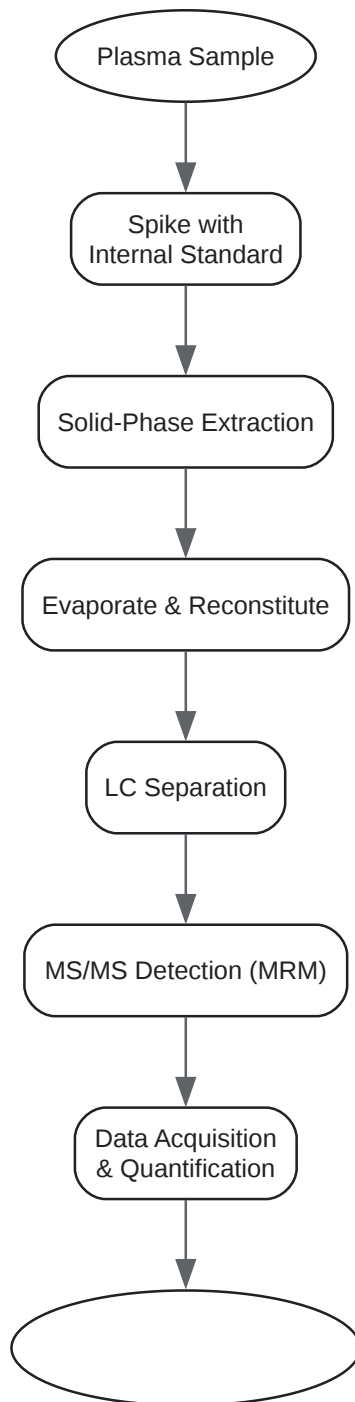 Plasma Sample
Spike with
Internal Standard
Solid-Phase Extraction
Evaporate & Reconstitute
LC Separation
MS/MS Detection (MRM)
Data Acquisition
& Quantification